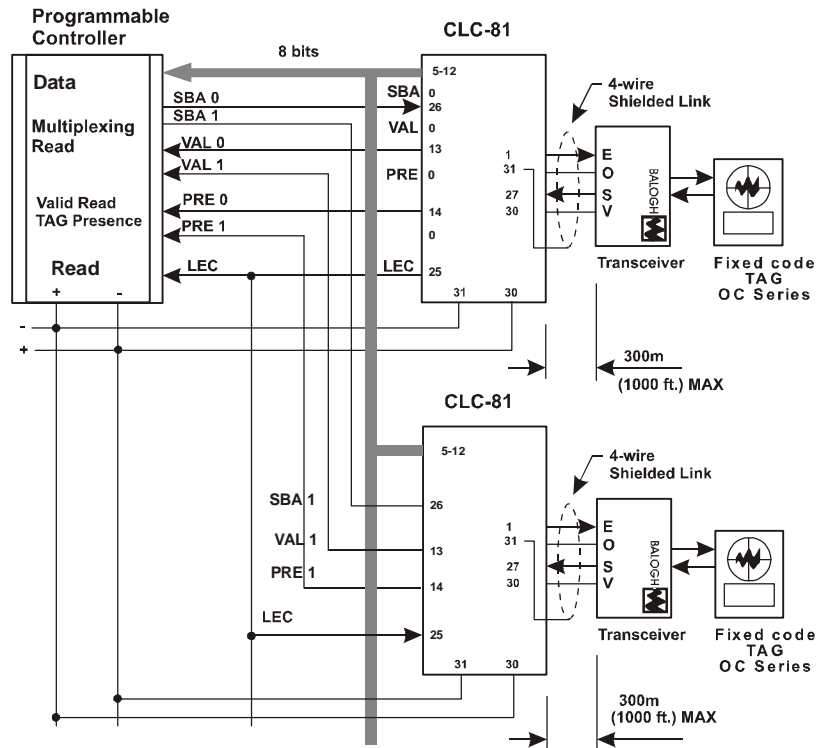 Programmable
Controller
CLC-81
8 bits
Data
5-12
SBA 0
SBA 0
26
SBA 1
Multiplexing
Read
VAL 0
VAL 0
13
VAL 1
PRE 0
Valid Read
TAG Presence
PRE 0
14
PRE 1
0
Read
LEC
LEC
25
+ -
31 30
-
+
4-wire
Shielded Link
1 E
31 O
27 S
30 V
BALOGH
Transceiver
Fixed code
TAG
OC Series
300m
(1000 ft.) MAX
CLC-81
5-12
SBA 1
26
VAL 1
13
PRE 1
14
LEC
25
31 30
4-wire
Shielded Link
1 E
31 O
27 S
30 V
BALOGH
Transceiver
Fixed code
TAG
OC Series
300m
(1000 ft.) MAX